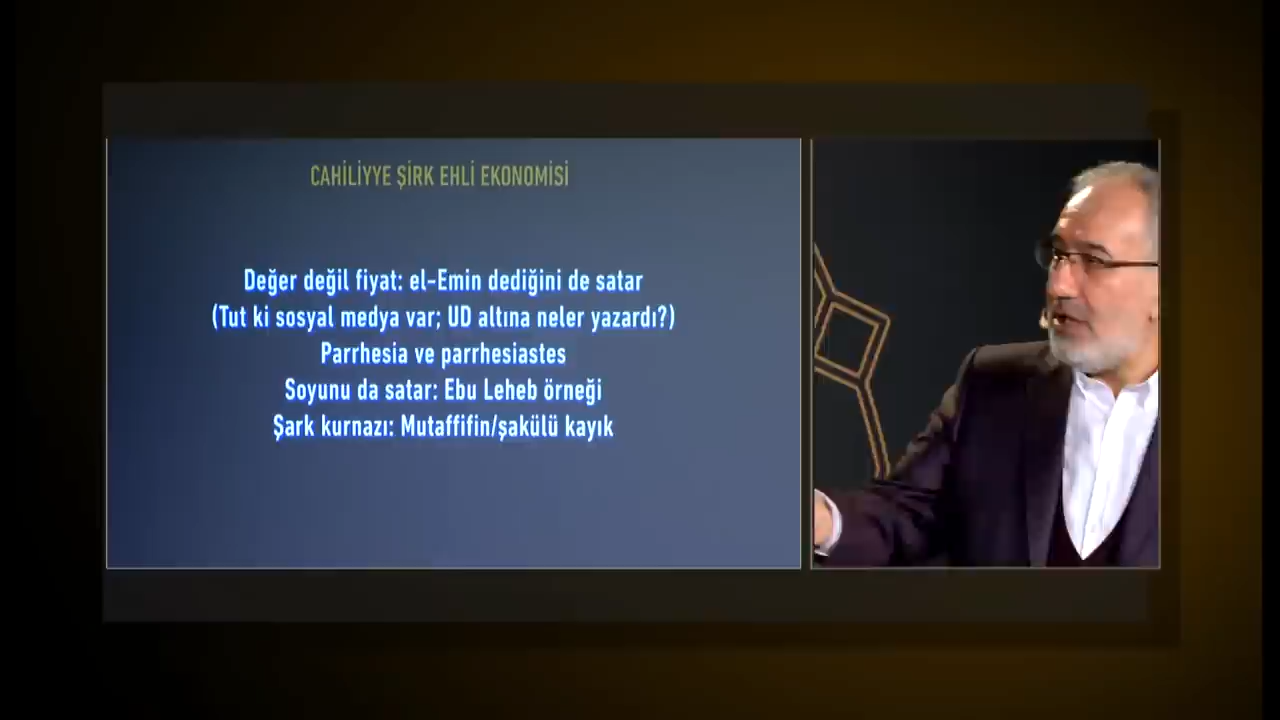 CAHİLİYYE ŞİRK EHLİ EKONOMİSİ
Değer değil fiyat: el-Emin dediğini de satar
(Tut ki sosyal medya var; UD altına neler yazardı?)
Parrhesia ve parrhesiastes
Soyunu da satar: Ebu Leheb örneği
Şark kurnazı: Mutaffifin/şakülü kayık